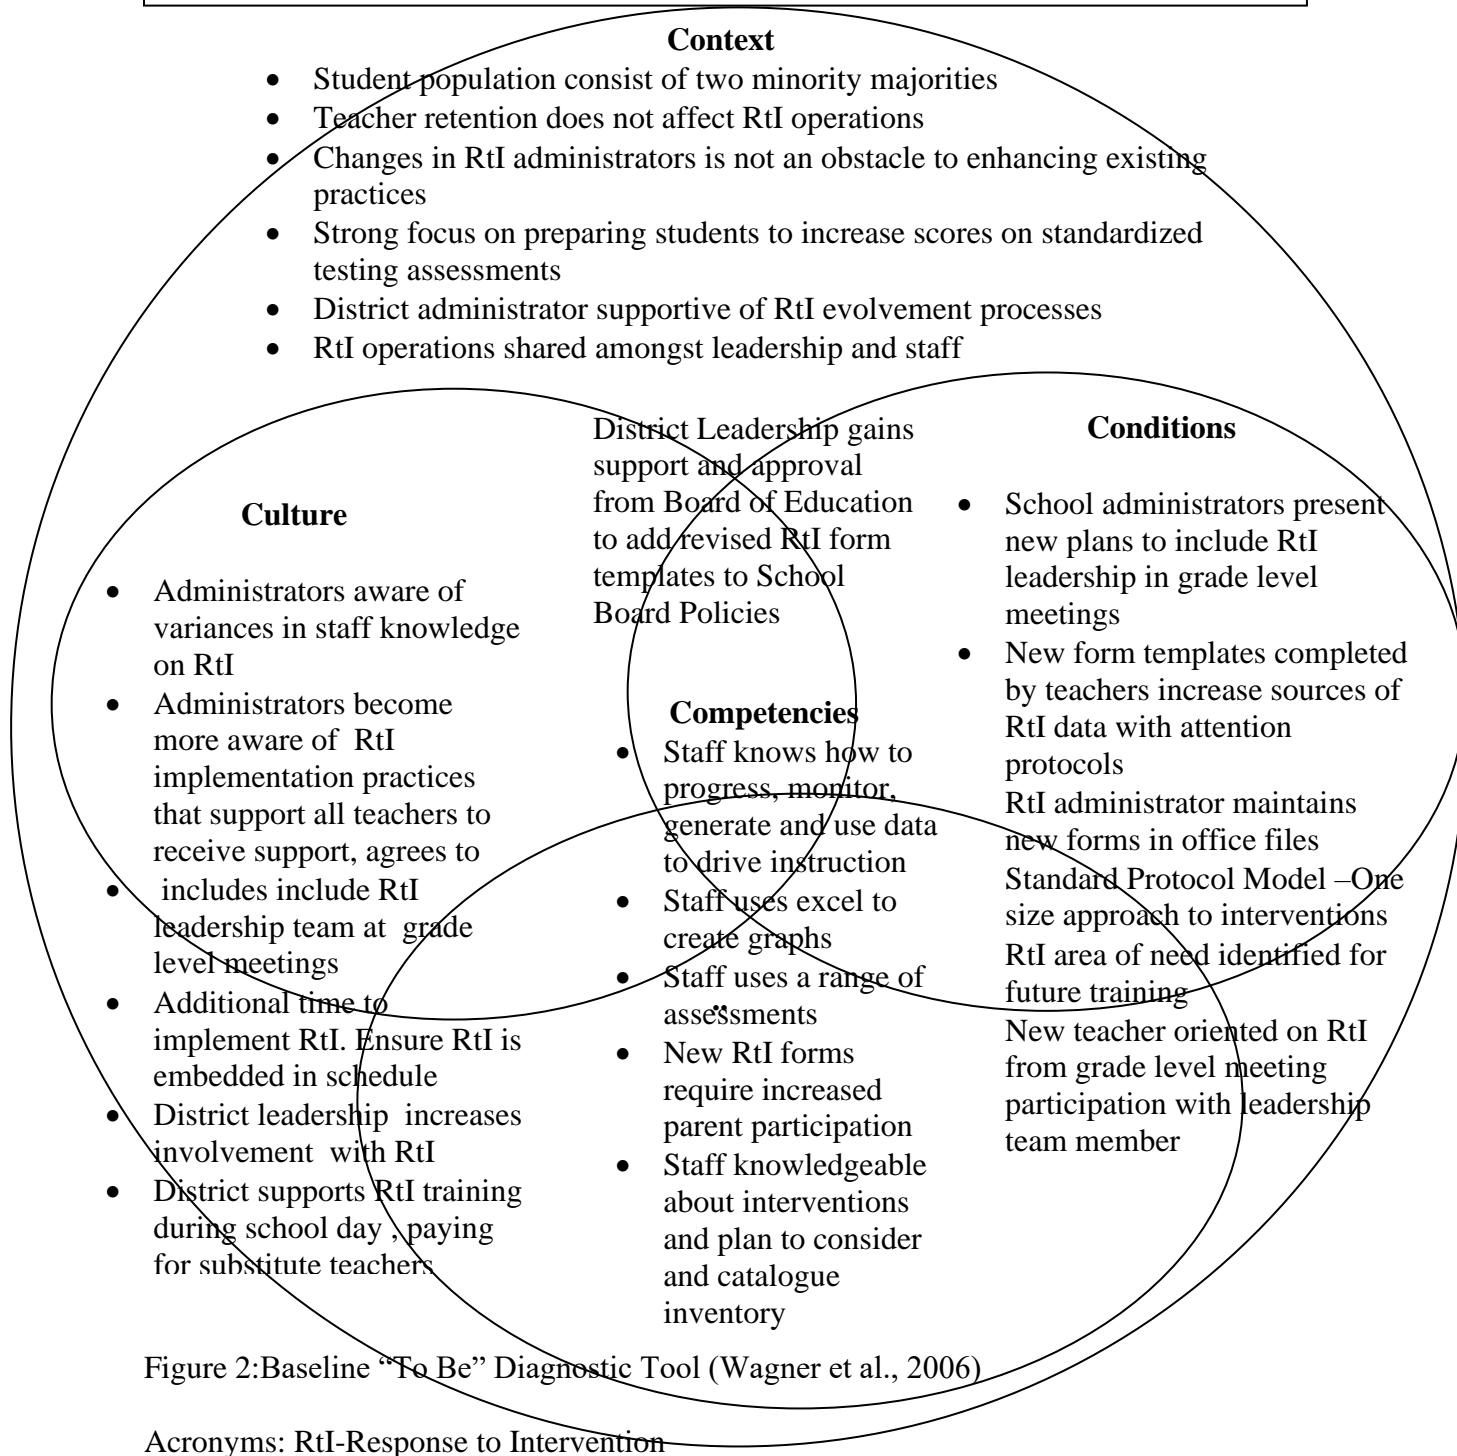 Context
• Student population consist of two minority majorities
• Teacher retention does not affect RtI operations
• Changes in RtI administrators is not an obstacle to enhancing existing
practices
• Strong focus on preparing students to increase scores on standardized
testing assessments
• District administrator supportive of RtI evolvement processes
• RtI operations shared amongst leadership and staff
District Leadership gains
support and approval
from Board of Education
to add revised RtI form
templates to School
Board Policies
Culture
• Administrators aware of
variances in staff knowledge
on RtI
• Administrators become
more aware of RtI
implementation practices
that support all teachers to
receive support, agrees to
• includes include RtI
leadership team at grade
level meetings
• Additional time to
implement RtI. Ensure RtI is
embedded in schedule
• District leadership increases
involvement with RtI
• District supports RtI training
during school day , paying
for substitute teachers
Competencies
• Staff knows how to
progress, monitor,
generate and use data
to drive instruction
• Staff uses excel to
create graphs
• Staff uses a range of
assessments
• New RtI forms
require increased
parent participation
• Staff knowledgeable
about interventions
and plan to consider
and catalogue
inventory
Conditions
• School administrators present
new plans to include RtI
leadership in grade level
meetings
• New form templates completed
by teachers increase sources of
RtI data with attention
protocols
RtI administrator maintains
new forms in office files
Standard Protocol Model –One
size approach to interventions
RtI area of need identified for
future training
New teacher oriented on RtI
from grade level meeting
participation with leadership
team member
Figure 2:Baseline “To Be” Diagnostic Tool (Wagner et al., 2006)
Acronyms: RtI-Response to Intervention